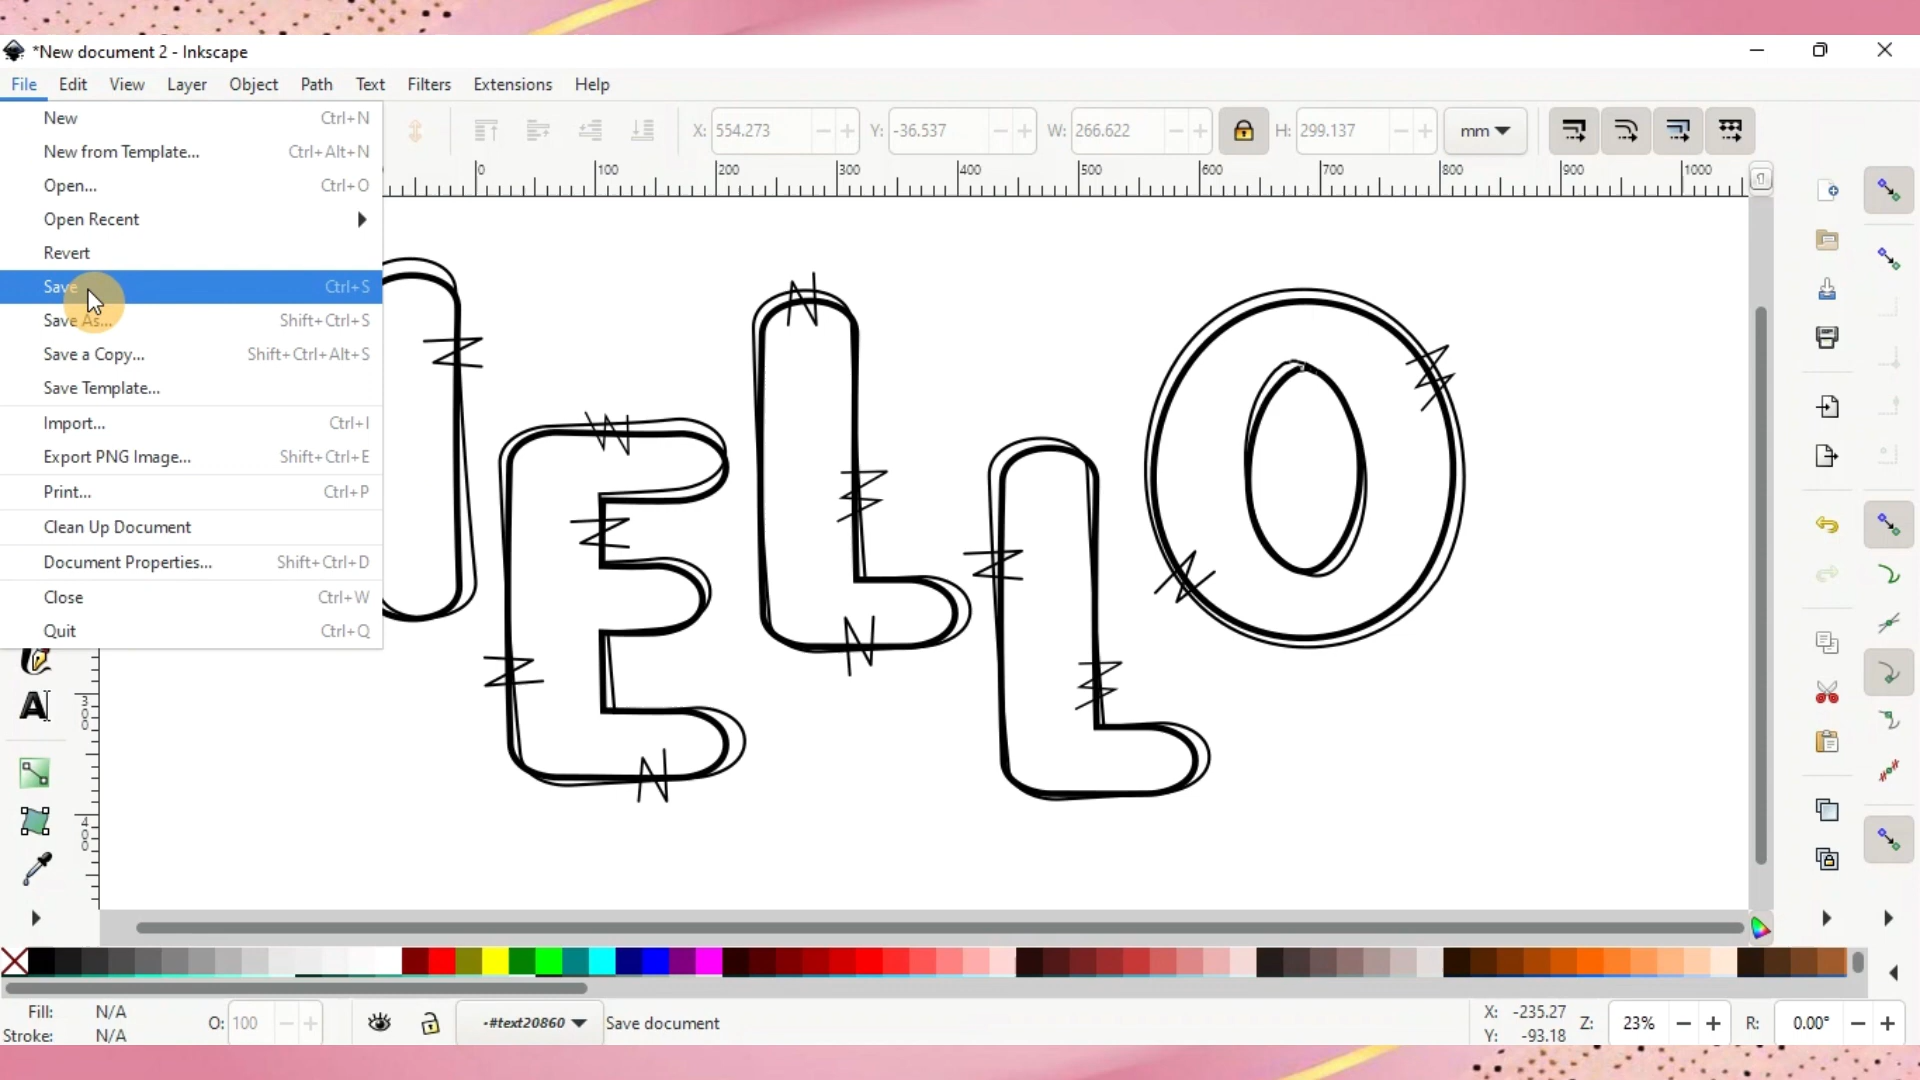 *New document 2 - Inkscape
File Edit View Layer Object Path Text Filters Extensions Help
New Ctrl+N
New from Template... Ctrl+Alt+N
Open... Ctrl+O
Open Recent
Revert
Save Ctrl+S
Save As... Shift+Ctrl+S
Save a Copy... Shift+Ctrl+Alt+S
Save Template...
Import... Ctrl+I
Export PNG Image... Shift+Ctrl+E
Print... Ctrl+P
Clean Up Document
Document Properties... Shift+Ctrl+D
Close Ctrl+W
Quit Ctrl+Q
X: 554.273 Y: -36.537 W: 266.622 H: 299.137 mm
0 100 200 300 400 500 600 700 800 900 1000
ELLO
300
400
Fill: N/A
Stroke: N/A
O: 100
-#text20860
Save document
X: -235.27
Y: -93.18
Z: 23%
R: 0.00°